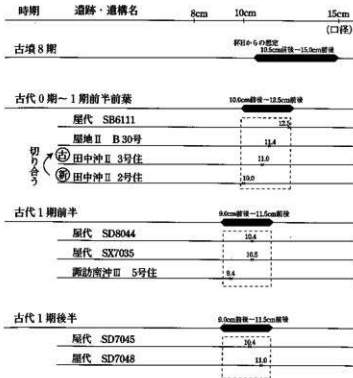 時期 遺跡・遺構名 8cm 10cm 15cm
(口径)
古墳8期
10.5cm前後~15.0cm前後
古代0期~1期前半前葉 10.0cm前後~12.5cm前後
屋代 SB6111 12.5
屋地Ⅱ B30号 11.4
切り合う
古 田中沖Ⅱ 3号住 11.0
新 田中沖Ⅱ 2号住 10.0
古代1期前半 9.0cm前後~11.5cm前後
屋代 SD8044 10.4
屋代 SX7035 10.5
諏訪南沖Ⅲ 5号住 9.4
古代1期後半 9.0cm前後~11.5cm前後
屋代 SD7045 10.4
屋代 SD7048 11.0